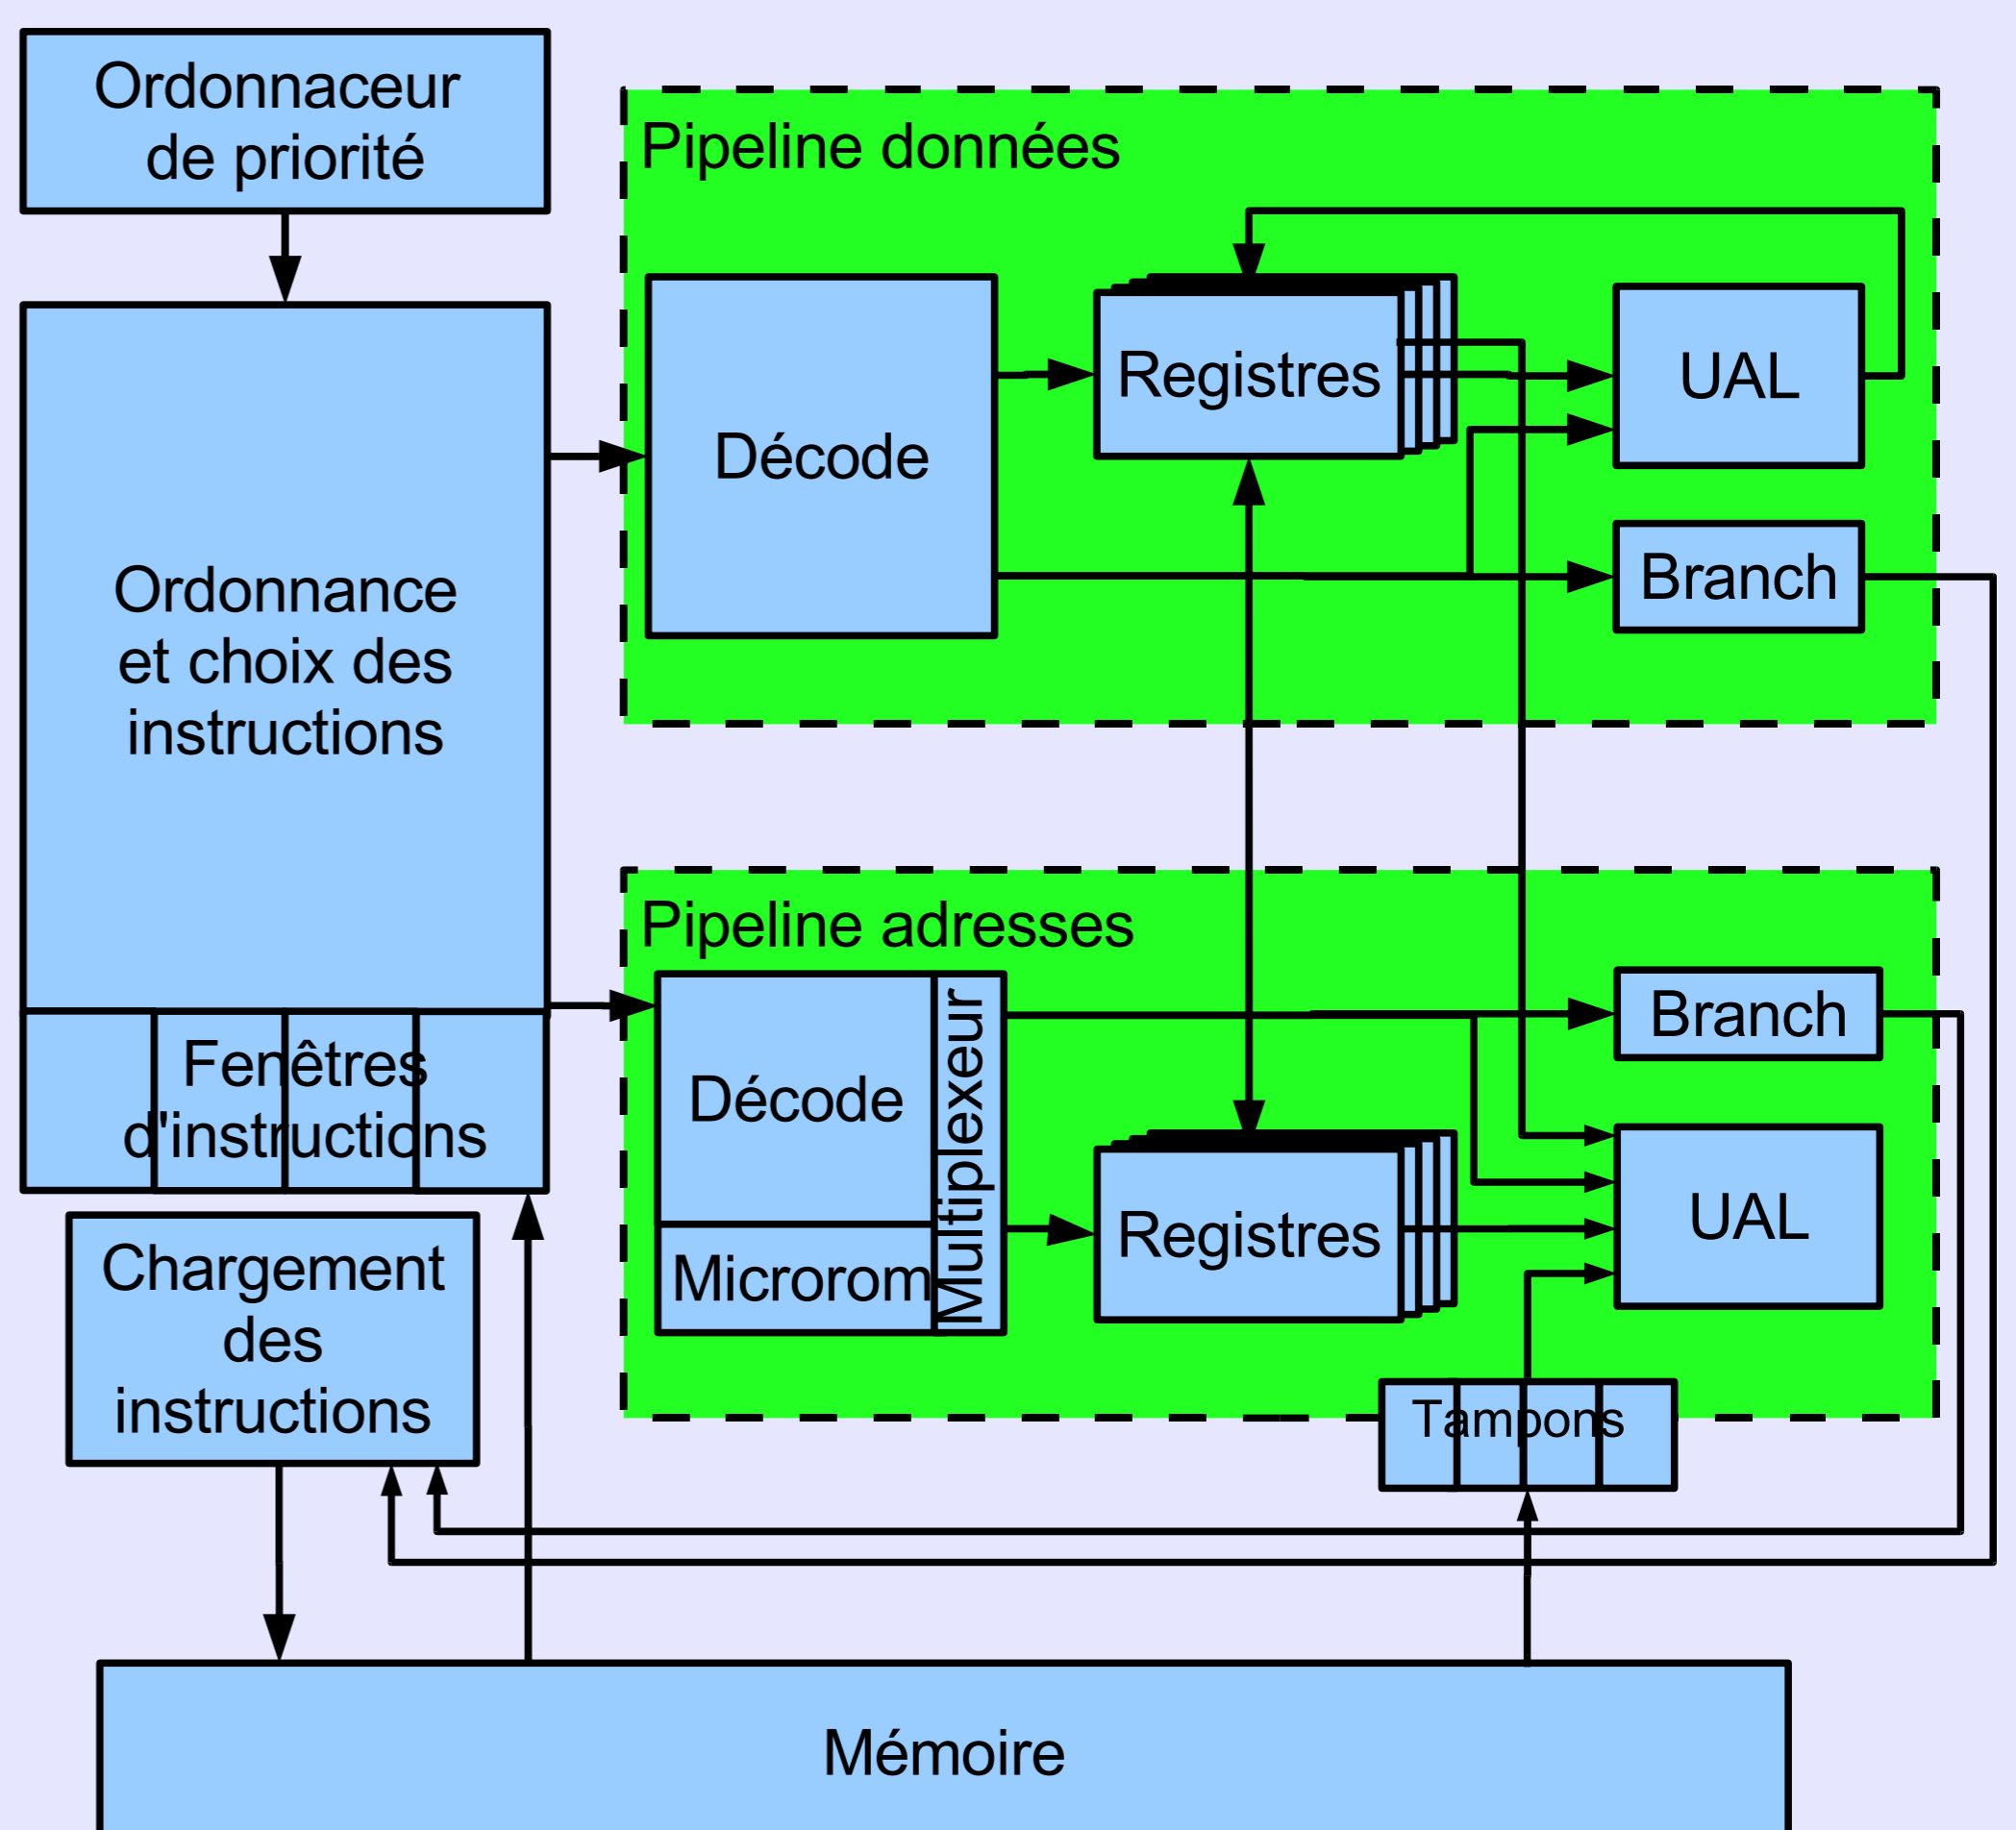 Ordonnaceur
de priorité
Pipeline données
Décode
Registres
UAL
Branch
Ordonnance
et choix des
instructions
Fenêtres
d'instructions
Pipeline adresses
Décode
Multiplexeur
Microrom
Registres
Branch
UAL
Tampons
Chargement
des
instructions
Mémoire